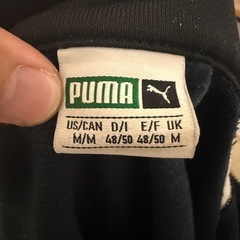 PUMA
US/CAN D/I E/F UK
M/M 48/50 48/50 M